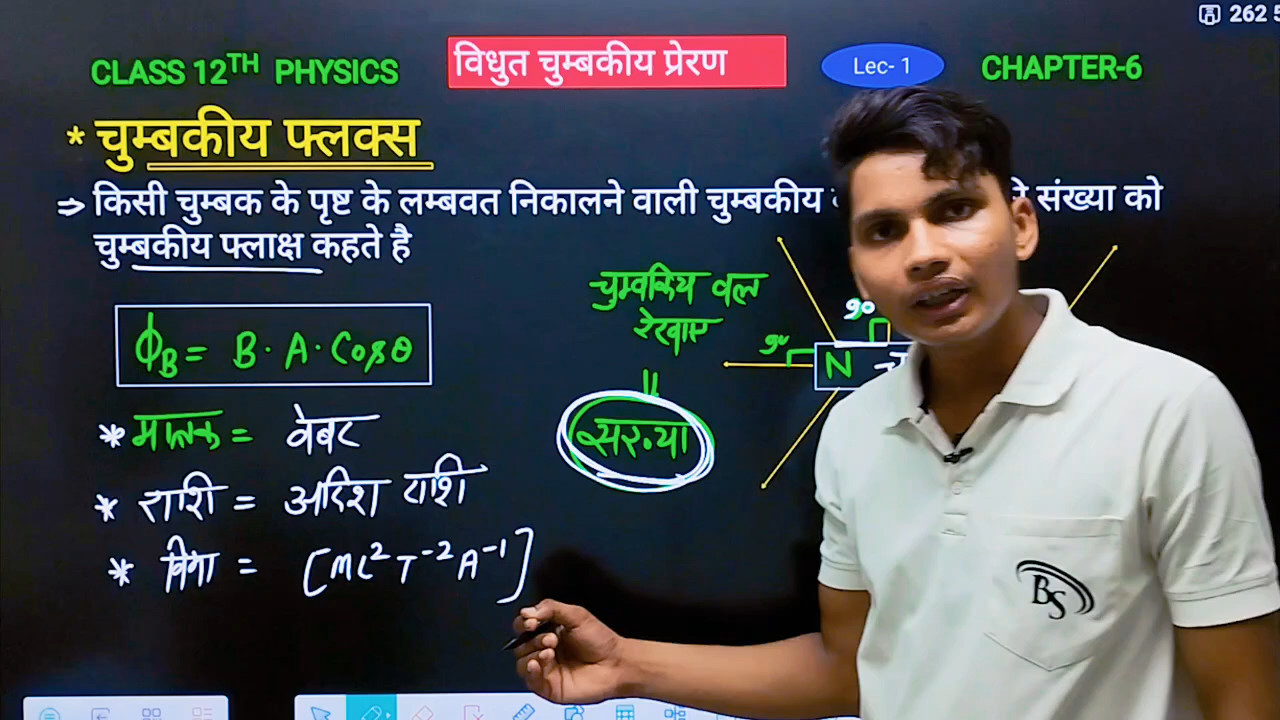 262 5
CLASS 12TH PHYSICS
विधुत चुम्बकीय प्रेरण
Lec- 1
CHAPTER-6
* चुम्बकीय फ्लक्स
⇒ किसी चुम्बक के पृष्ट के लम्बवत निकालने वाली चुम्बकीय संख्या को
चुम्बकीय फ्लाक्ष कहते है
चुम्बकिय बल
रेखाए
90
90
N
ϕB = B · A · Cosθ
संख्या
* मात्रक = वेबर
* राशि = अदिश राशि
* विमा = [ML²T⁻²A⁻¹]
BS